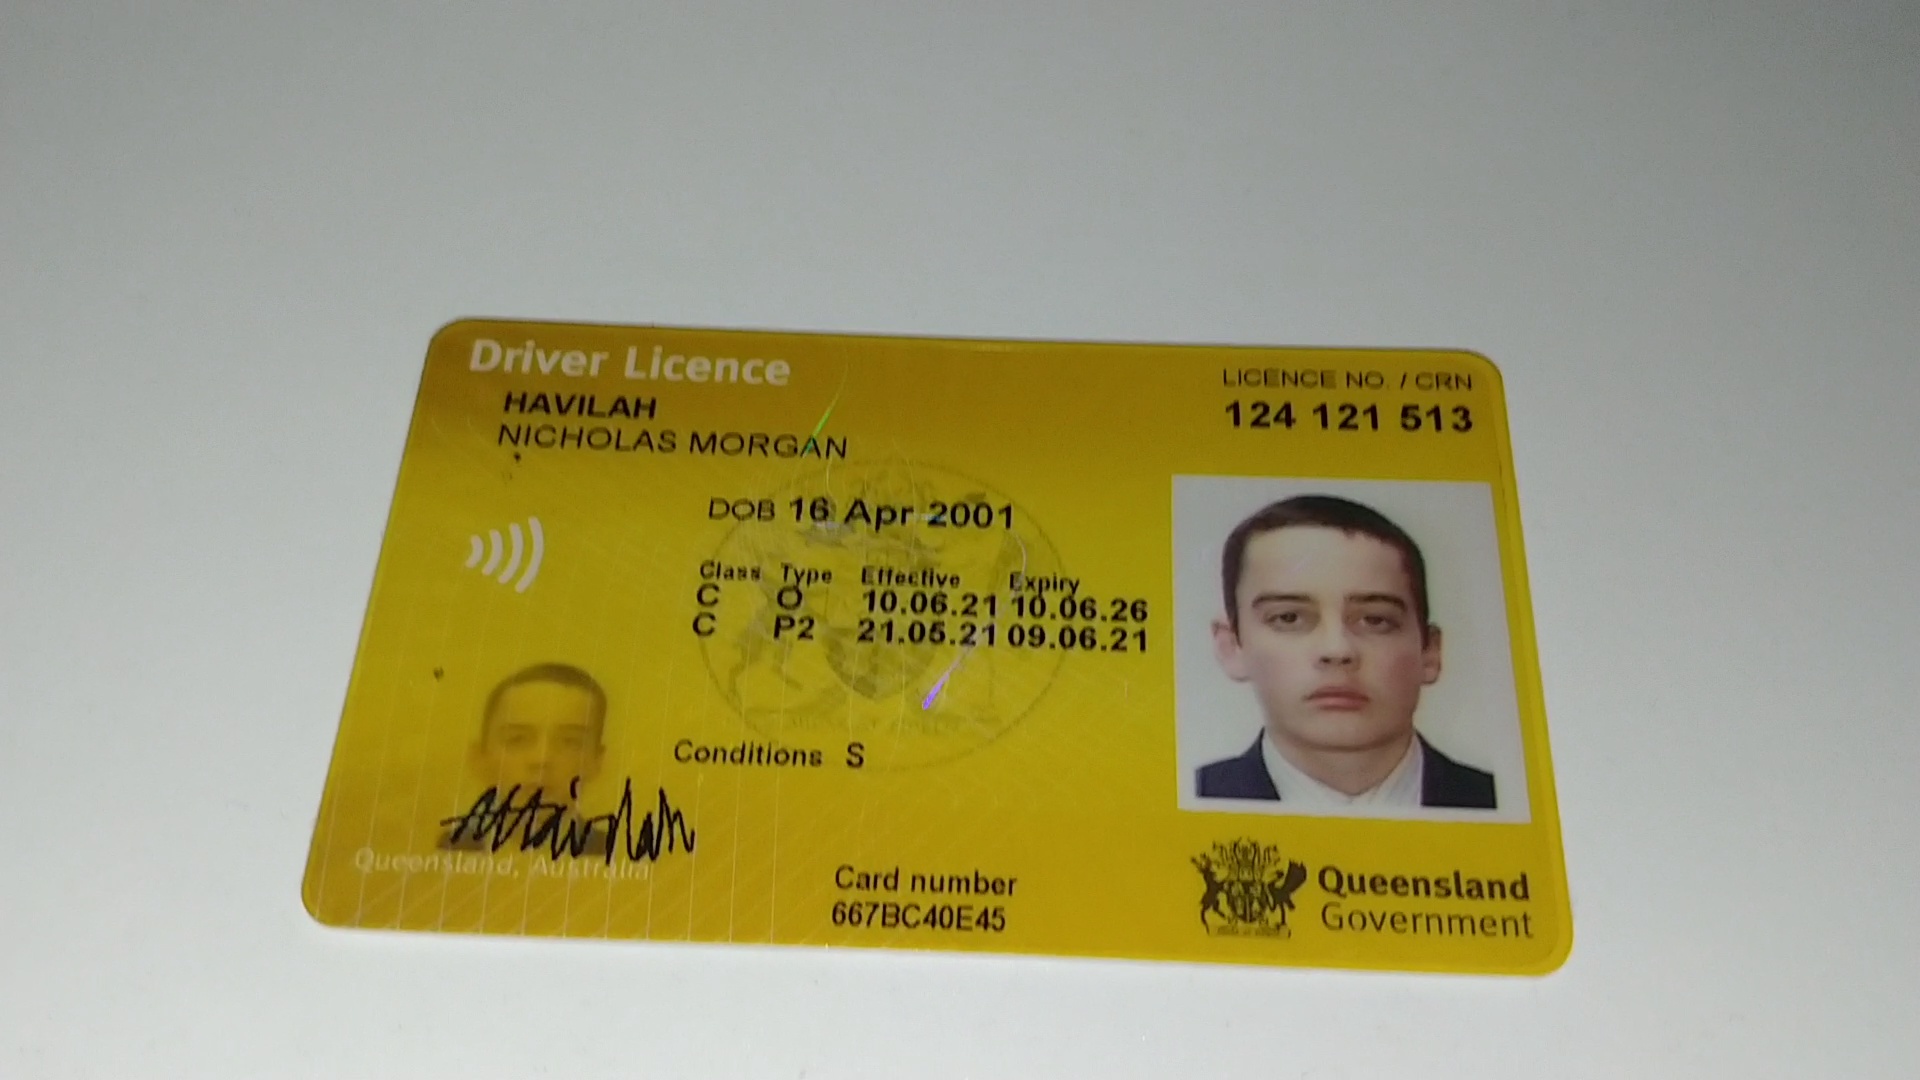 Driver Licence
HAVILAH
NICHOLAS MORGAN
LICENCE NO. / CRN
124 121 513
DOB 16 Apr 2001
Class Type Effective Expiry
C O 10.06.21 10.06.26
C P2 21.05.21 09.06.21
Conditions S
Queensland, Australia
Card number
667BC40E45
Queensland
Government